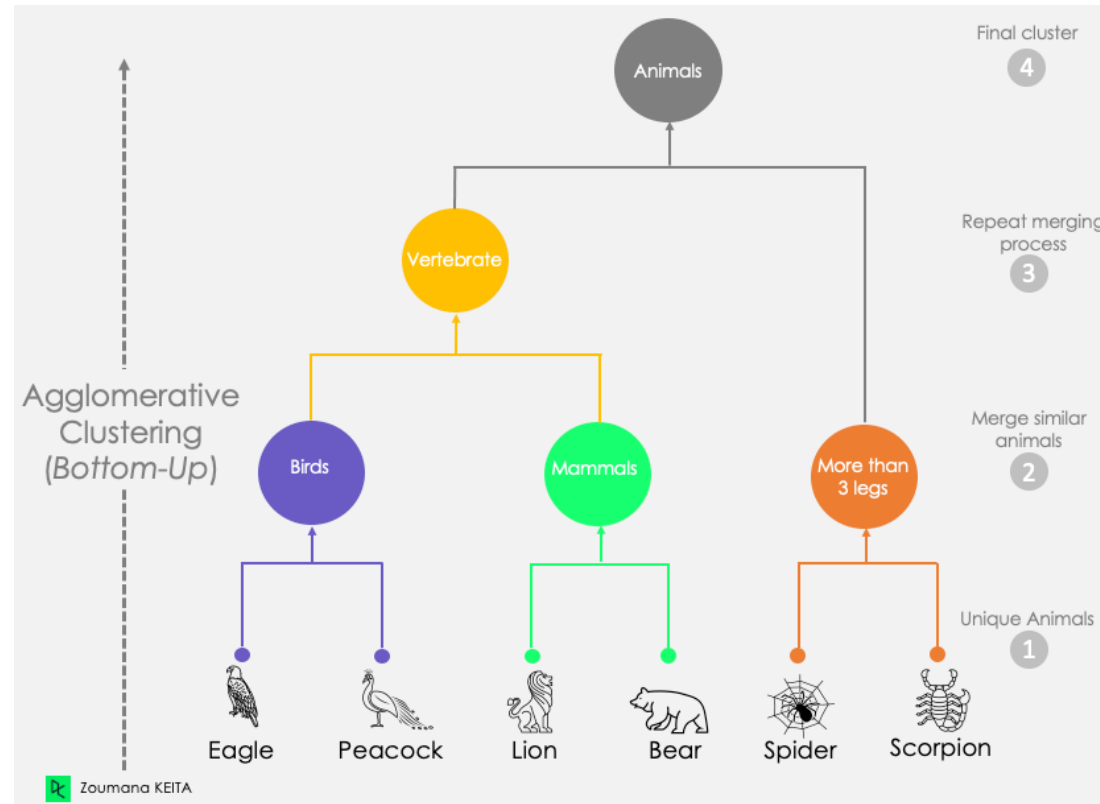 Final cluster
4
Animals
Repeat merging
process
3
Vertebrate
Agglomerative
Clustering
(Bottom-Up)
Merge similar
animals
2
Birds
Mammals
More than
3 legs
Unique Animals
1
Eagle
Peacock
Lion
Bear
Spider
Scorpion
DC Zoumana KEITA